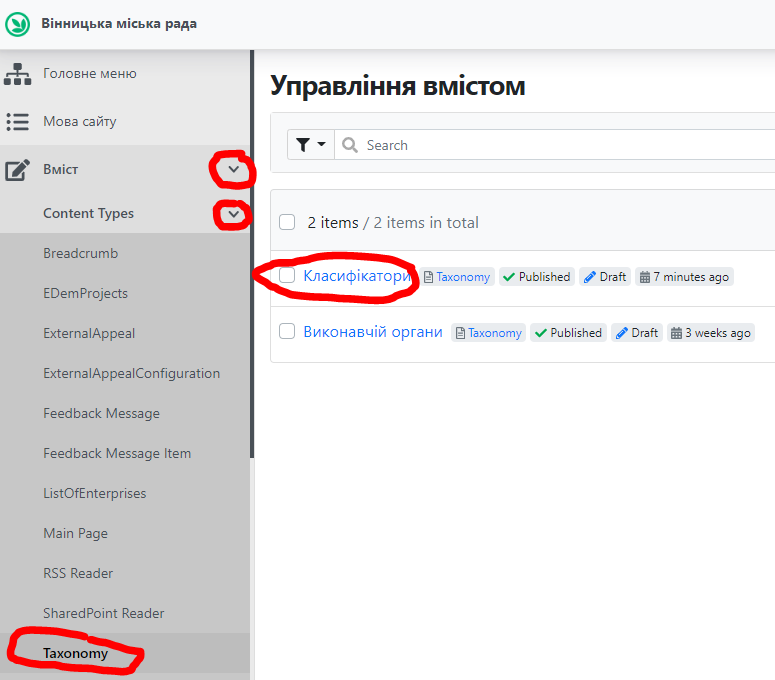 Вінницька міська рада
Головне меню
Мова сайту
Вміст
Content Types
Breadcrumb
EDemProjects
ExternalAppeal
ExternalAppealConfiguration
Feedback Message
Feedback Message Item
ListOfEnterprises
Main Page
RSS Reader
SharedPoint Reader
Taxonomy
Управління вмістом
Search
2 items / 2 items in total
Класифікатори Taxonomy Published Draft 7 minutes ago
Виконавчій органи Taxonomy Published Draft 3 weeks ago